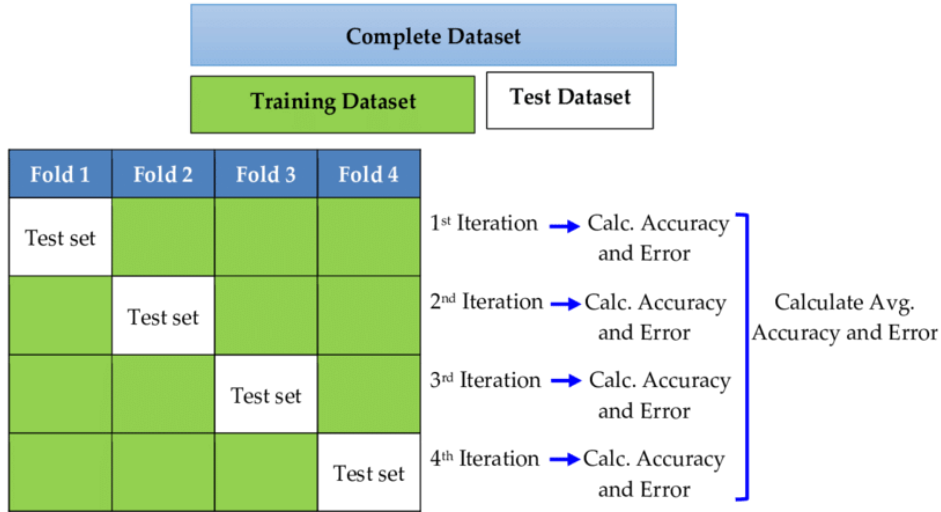 Complete Dataset
Training Dataset
Test Dataset
Fold 1
Fold 2
Fold 3
Fold 4
Test set
1st Iteration
Calc. Accuracy
and Error
Test set
2nd Iteration
Calc. Accuracy
and Error
Test set
3rd Iteration
Calc. Accuracy
and Error
Test set
4th Iteration
Calc. Accuracy
and Error
Calculate Avg.
Accuracy and Error